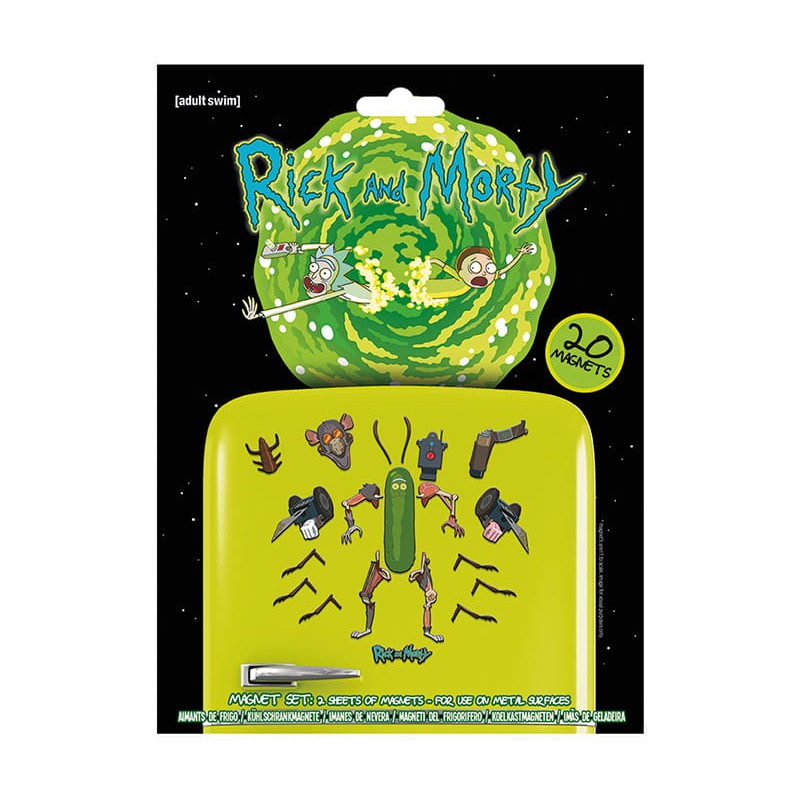 [adult swim]
Rick and Morty
20
MAGNETS
Rick and Morty
MAGNET SET: 2 SHEETS OF MAGNETS - FOR USE ON METAL SURFACES
AIMANTS DE FRIGO / KÜHLSCHRANKMAGNETE / IMANES DE NEVERA / MAGNETI DEL FRIGORIFERO / KOELKASTMAGNETEN / IMÃS DE GELADEIRA